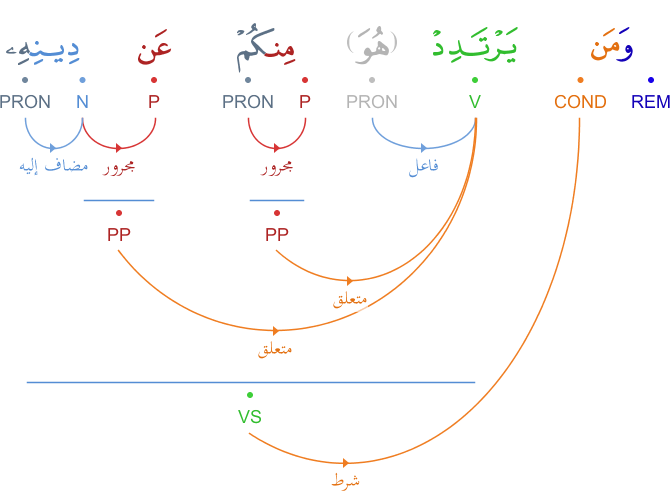 وَمَن يَرْتَدِدْ (هُوَ) مِنكُمْ عَن دِينِهِۦ
REM COND V PRON P PRON P N PRON
فاعل مجرور مجرور مضاف إليه
PP PP
متعلق
متعلق
VS
شرط